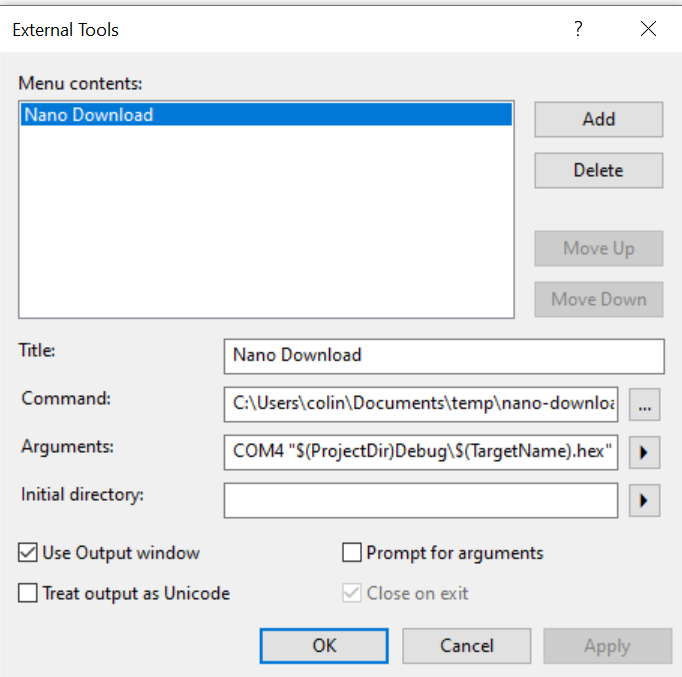 External Tools
?
Menu contents:
Nano Download
Add
Delete
Move Up
Move Down
Title:
Nano Download
Command:
C:\Users\colin\Documents\temp\nano-downloa
...
Arguments:
COM4 "$(ProjectDir)Debug\$(TargetName).hex"
Initial directory:
Use Output window
Prompt for arguments
Treat output as Unicode
Close on exit
OK
Cancel
Apply